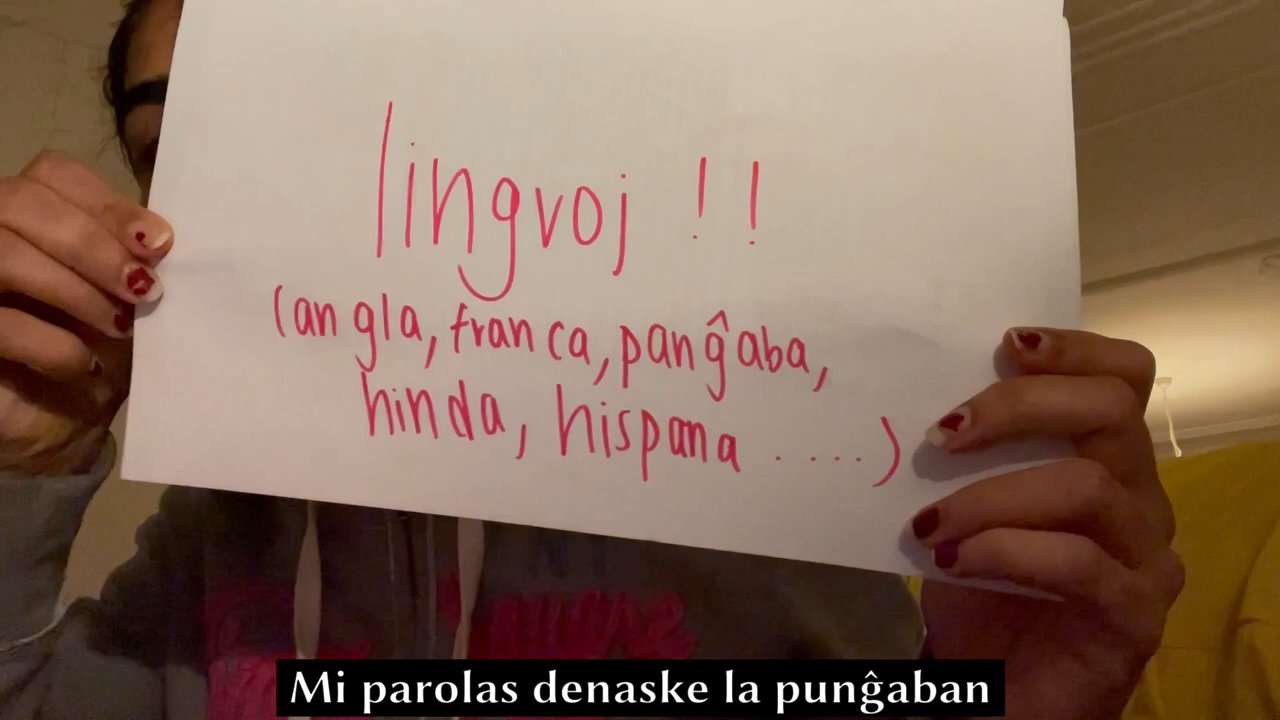 lingvoj !!
(angla, franca, panĝaba,
hinda, hispana .....)
Mi parolas denaske la punĝaban